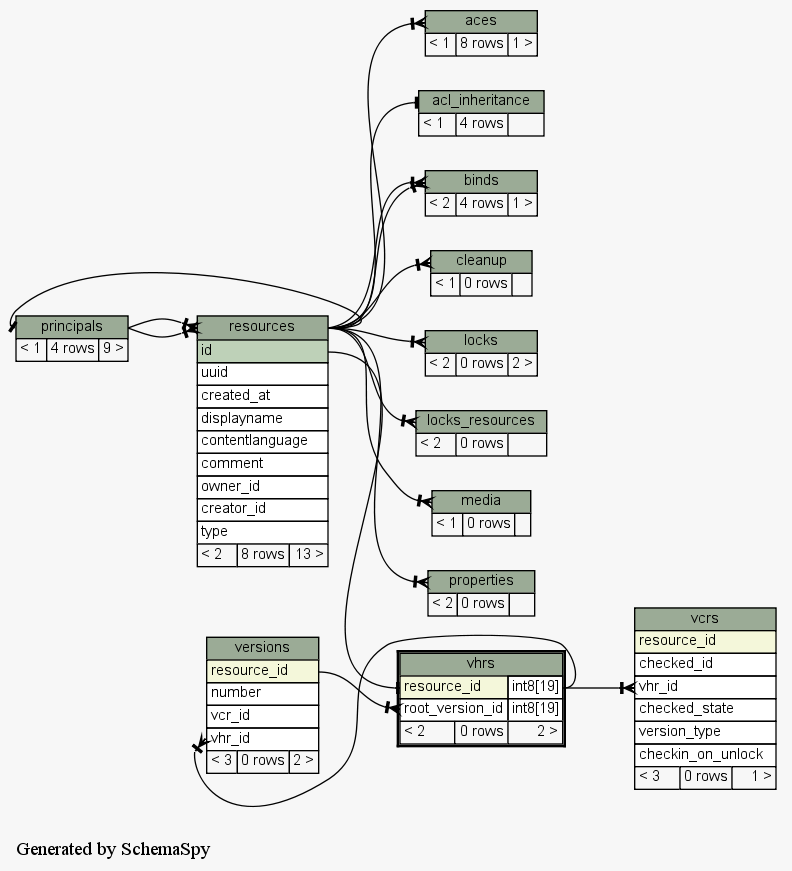 aces
< 1 8 rows 1 >
acl_inheritance
< 1 4 rows
binds
< 2 4 rows 1 >
cleanup
< 1 0 rows
principals
< 1 4 rows 9 >
resources
id
uuid
created_at
displayname
contentlanguage
comment
owner_id
creator_id
type
< 2 8 rows 13 >
locks
< 2 0 rows 2 >
locks_resources
< 2 0 rows
media
< 1 0 rows
properties
< 2 0 rows
versions
resource_id
number
vcr_id
vhr_id
< 3 0 rows 2 >
vhrs
resource_id int8[19]
root_version_id int8[19]
< 2 0 rows 2 >
vcrs
resource_id
checked_id
vhr_id
checked_state
version_type
checkin_on_unlock
< 3 0 rows 1 >
Generated by SchemaSpy